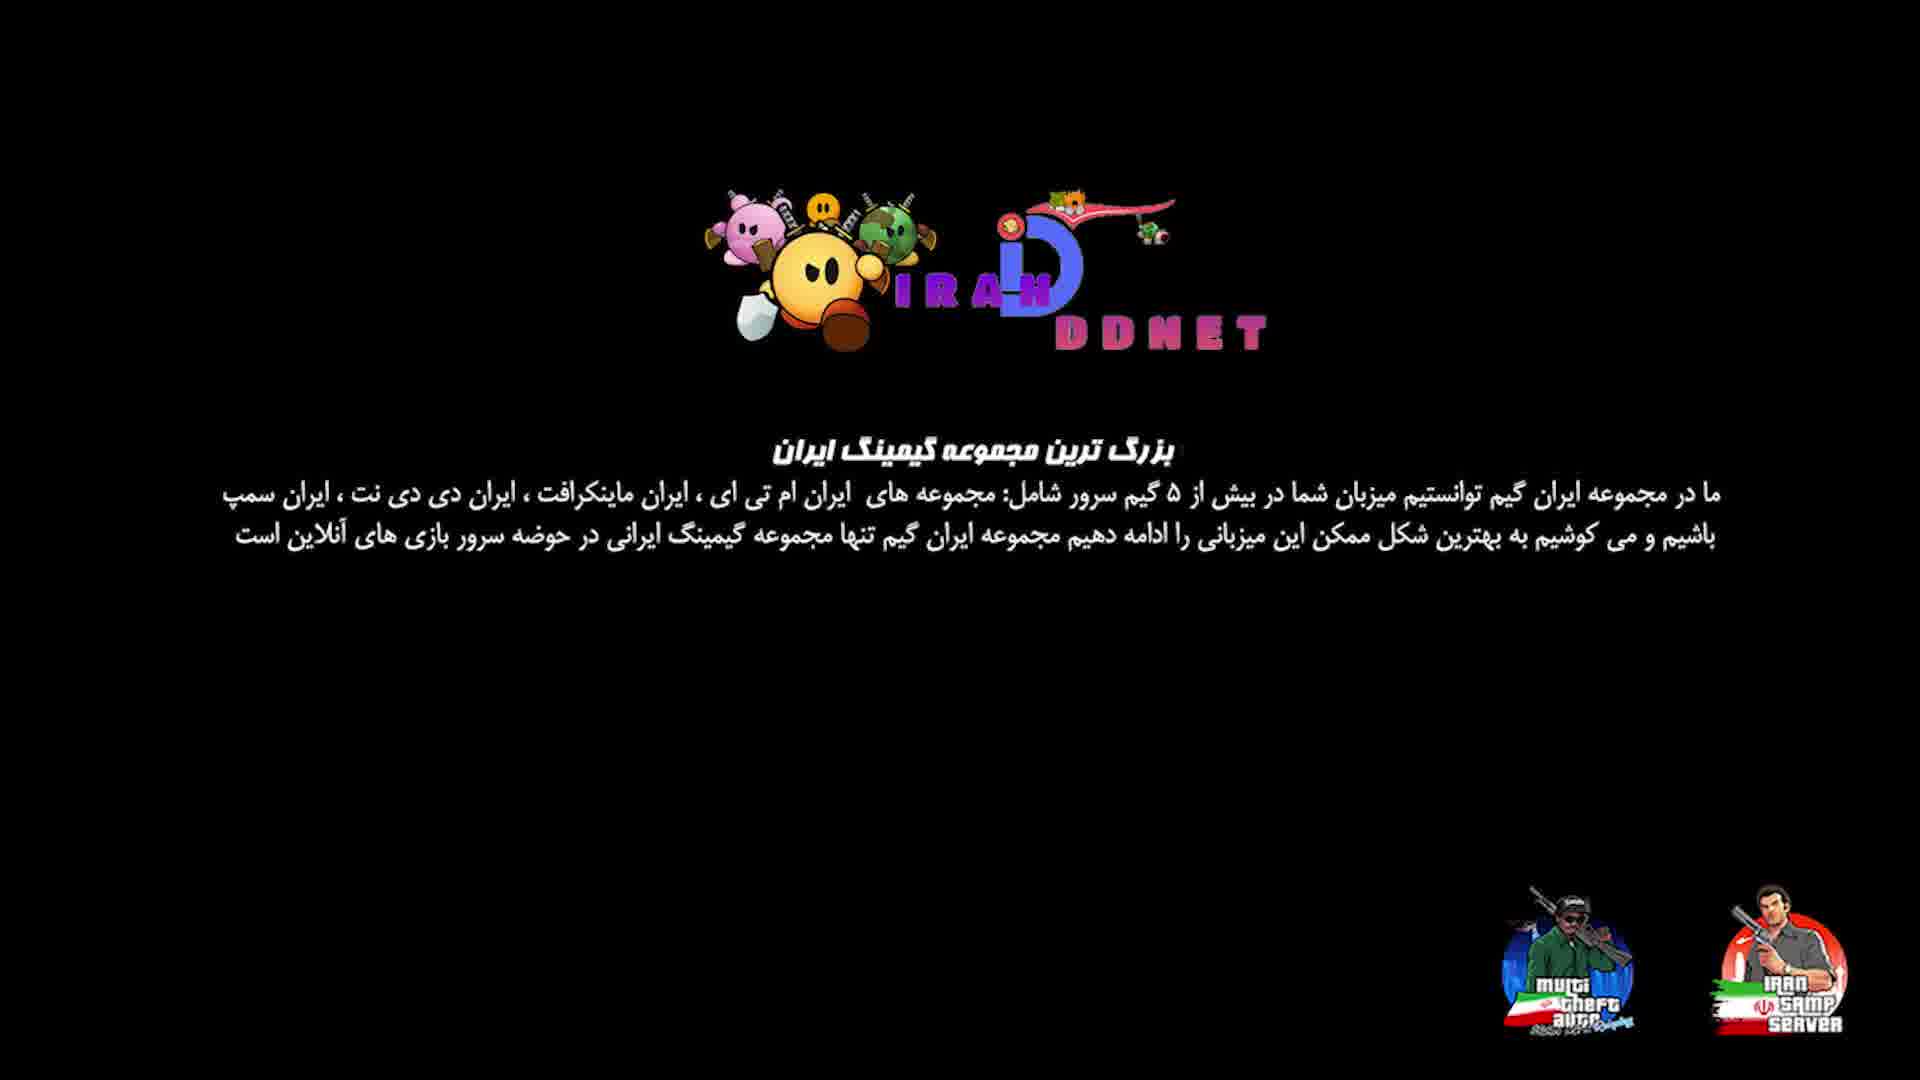 IRAN
DDNET
بزرگ ترین مجموعه گیمینگ ایران
ما در مجموعه ایران گیم توانستیم میزبان شما در بیش از ۵ گیم سرور شامل: مجموعه های ایران ام تی ای ، ایران ماینکرافت ، ایران دی دی نت ، ایران سمپ
باشیم و می کوشیم به بهترین شکل ممکن این میزبانی را ادامه دهیم مجموعه ایران گیم تنها مجموعه گیمینگ ایرانی در حوضه سرور بازی های آنلاین است
multi
theft
auto
IRAN
SAMP
SERVER